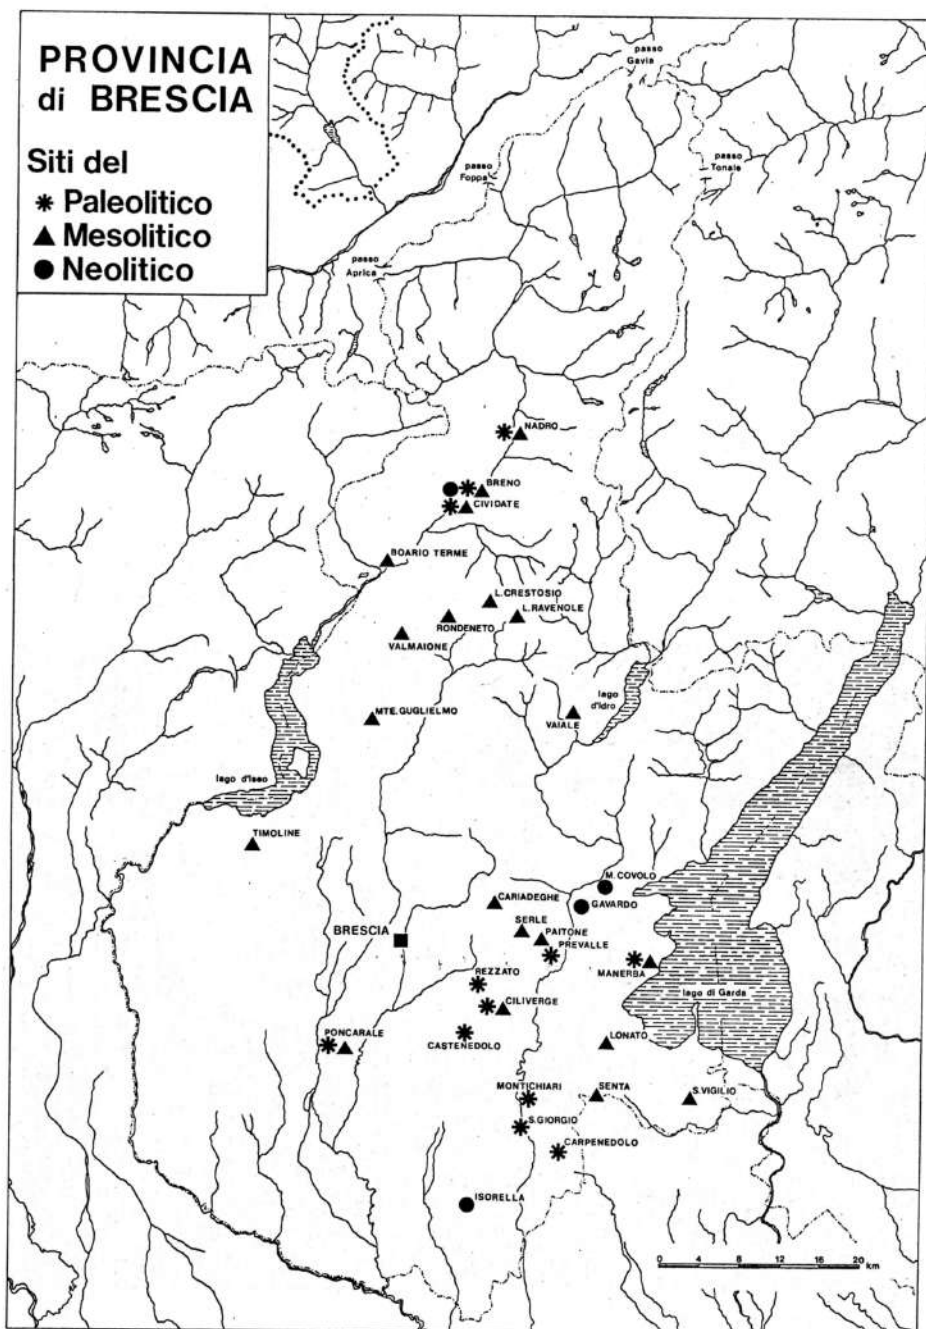 PROVINCIA
di BRESCIA
Siti del
Paleolitico
Mesolitico
Neolitico
passo
Gavia
passo
Foppa
passo
Tonale
passo
Aprica
NADRO
BRENO
CIVIDATE
BOARIO TERME
L.CRESTOSIO
L.RAVENOLE
RONDENETO
VALMAIONE
lago
d'Idro
MTE.GUGLIELMO
VAIALE
lago d'Iseo
TIMOLINE
M. COVOLO
CARIADEGHE
GAVARDO
SERLE
BRESCIA
PAITONE
PREVALLE
MANERBA
REZZATO
lago di Garda
CILIVERGE
PONCARALE
CASTENEDOLO
LONATO
MONTICHIARI
SENTA
S.VIGILIO
S.GIORGIO
CARPENEDOLO
ISORELLA
0 4 8 12 16 20
km